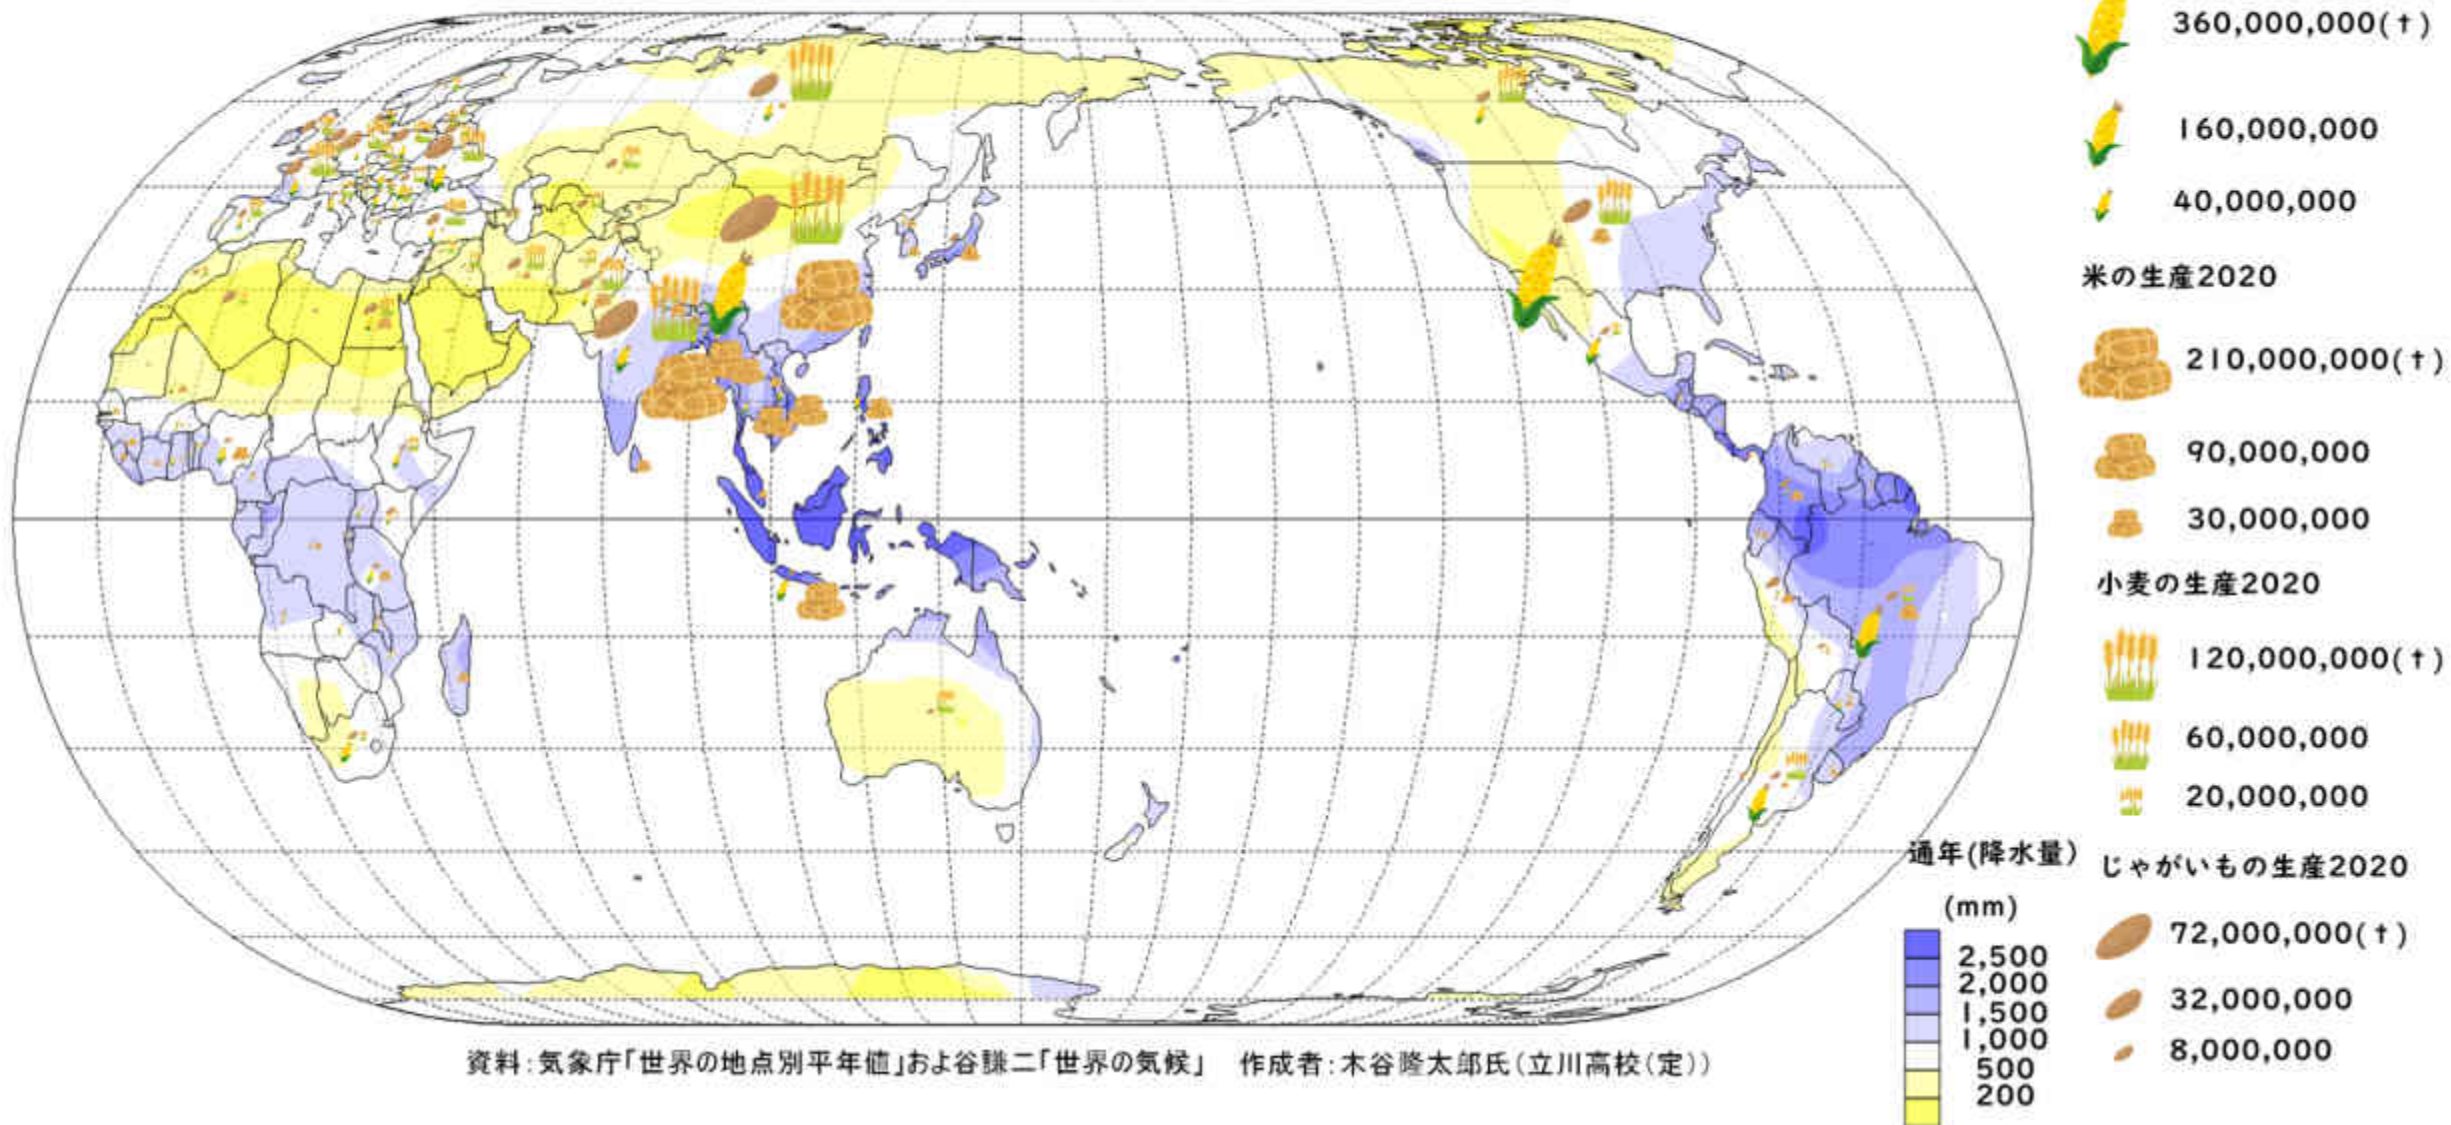 360,000,000(t)
160,000,000
40,000,000
米の生産2020
210,000,000(t)
90,000,000
30,000,000
小麦の生産2020
120,000,000(t)
60,000,000
20,000,000
じゃがいもの生産2020
72,000,000(t)
32,000,000
8,000,000
通年(降水量)
(mm)
2,500
2,000
1,500
1,000
500
200
資料:気象庁「世界の地点別平年値」およ谷謙二「世界の気候」 作成者:木谷隆太郎氏(立川高校(定))